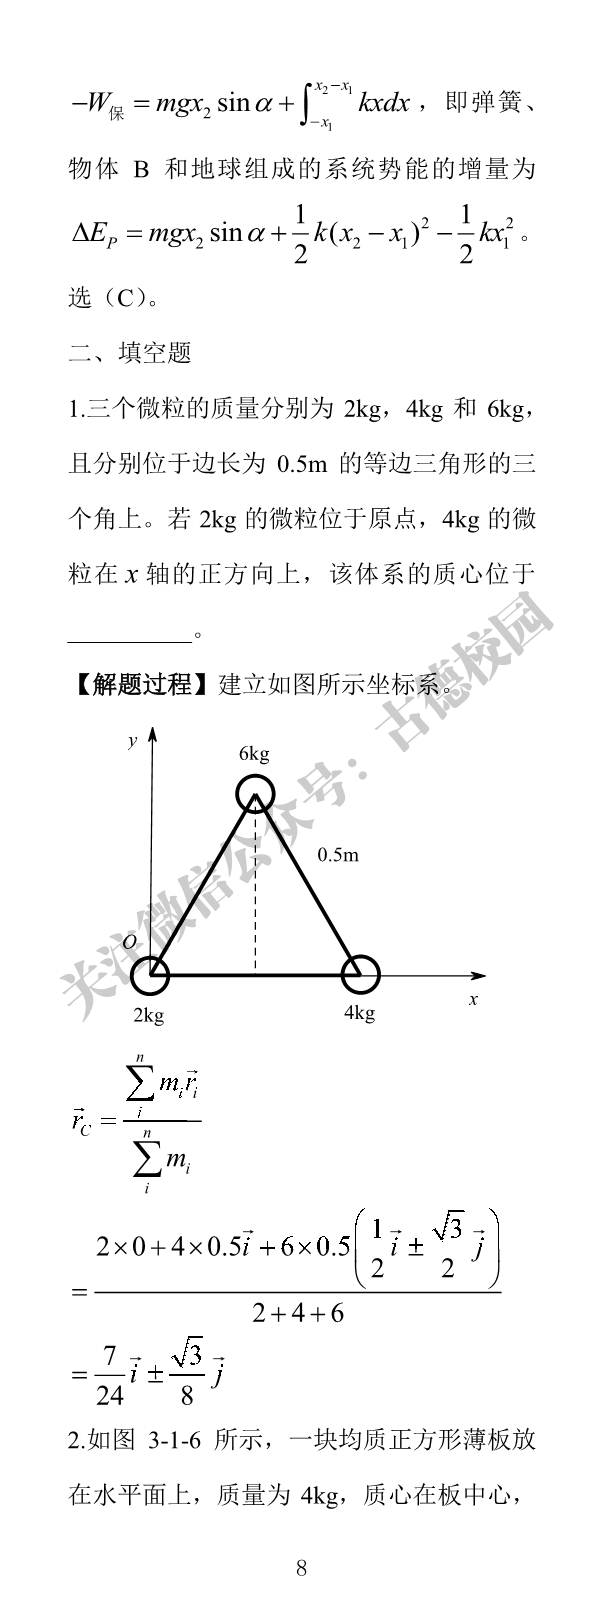 $-W_{保}=mgx_2\sin\alpha+\int_{-x_1}^{x_2-x_1}kxdx$，即弹簧、
物体 B 和地球组成的系统势能的增量为
$\Delta E_P=mgx_2\sin\alpha+\frac{1}{2}k(x_2-x_1)^2-\frac{1}{2}kx_1^2$。
选（C）。
二、填空题
1.三个微粒的质量分别为 2kg，4kg 和 6kg，
且分别位于边长为 0.5m 的等边三角形的三
个角上。若 2kg 的微粒位于原点，4kg 的微
粒在 x 轴的正方向上，该体系的质心位于
__________。
【解题过程】建立如图所示坐标系。
y
6kg
0.5m
O
x
2kg
4kg
关注微信公众号：古德校园
$\vec{r}_C=\frac{\sum_{i}^{n}m_i\vec{r}_i}{\sum_{i}^{n}m_i}$
$=\frac{2\times0+4\times0.5\vec{i}+6\times0.5\left(\frac{1}{2}\vec{i}\pm\frac{\sqrt{3}}{2}\vec{j}\right)}{2+4+6}$
$=\frac{7}{24}\vec{i}\pm\frac{\sqrt{3}}{8}\vec{j}$
2.如图 3-1-6 所示，一块均质正方形薄板放
在水平面上，质量为 4kg，质心在板中心，
8